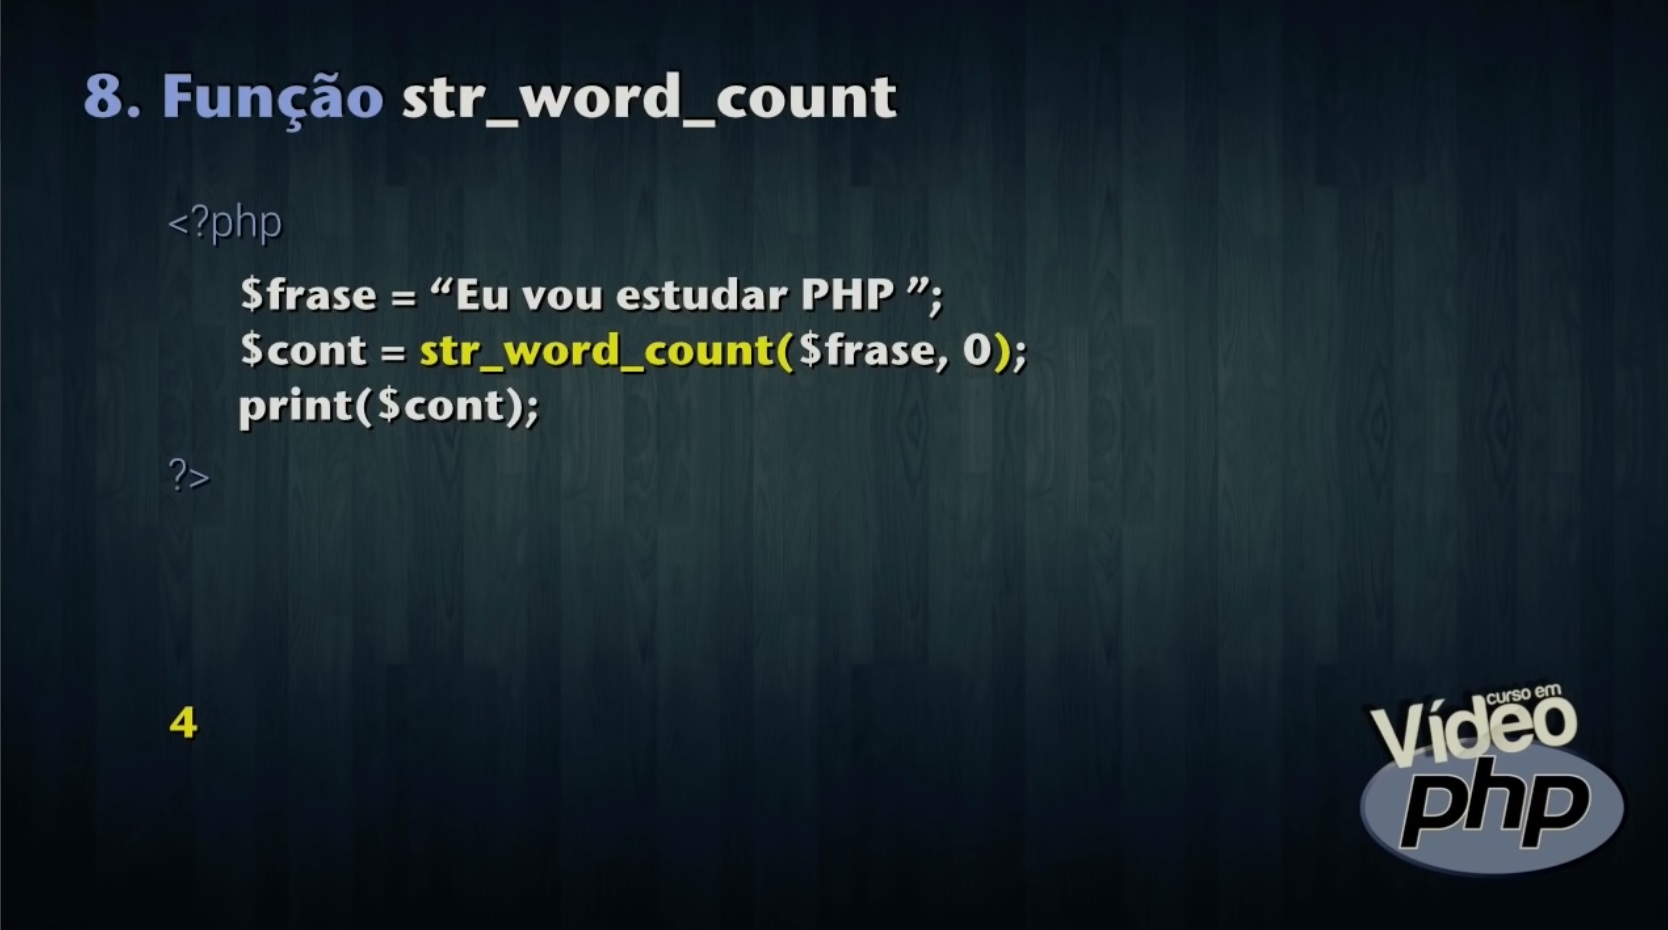 8. Função str_word_count
<?php
$frase = “Eu vou estudar PHP ”;
$cont = str_word_count($frase, 0);
print($cont);
?>
4
curso em
Vídeo
php